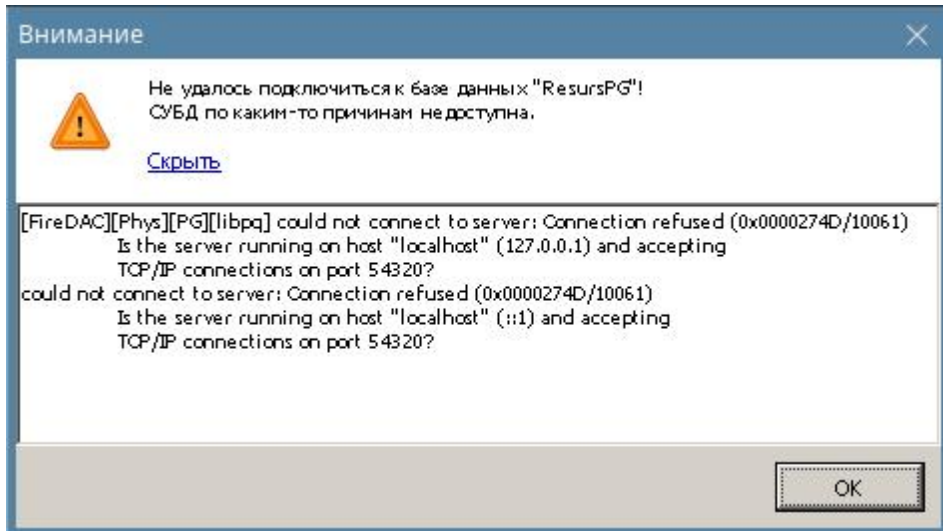 Внимание
Не удалось подключиться к базе данных "ResursPG"!
СУБД по каким-то причинам недоступна.
Скрыть
[FireDAC][Phys][PG][libpq] could not connect to server: Connection refused (0x0000274D/10061)
Is the server running on host "localhost" (127.0.0.1) and accepting
TCP/IP connections on port 54320?
could not connect to server: Connection refused (0x0000274D/10061)
Is the server running on host "localhost" (::1) and accepting
TCP/IP connections on port 54320?
OK